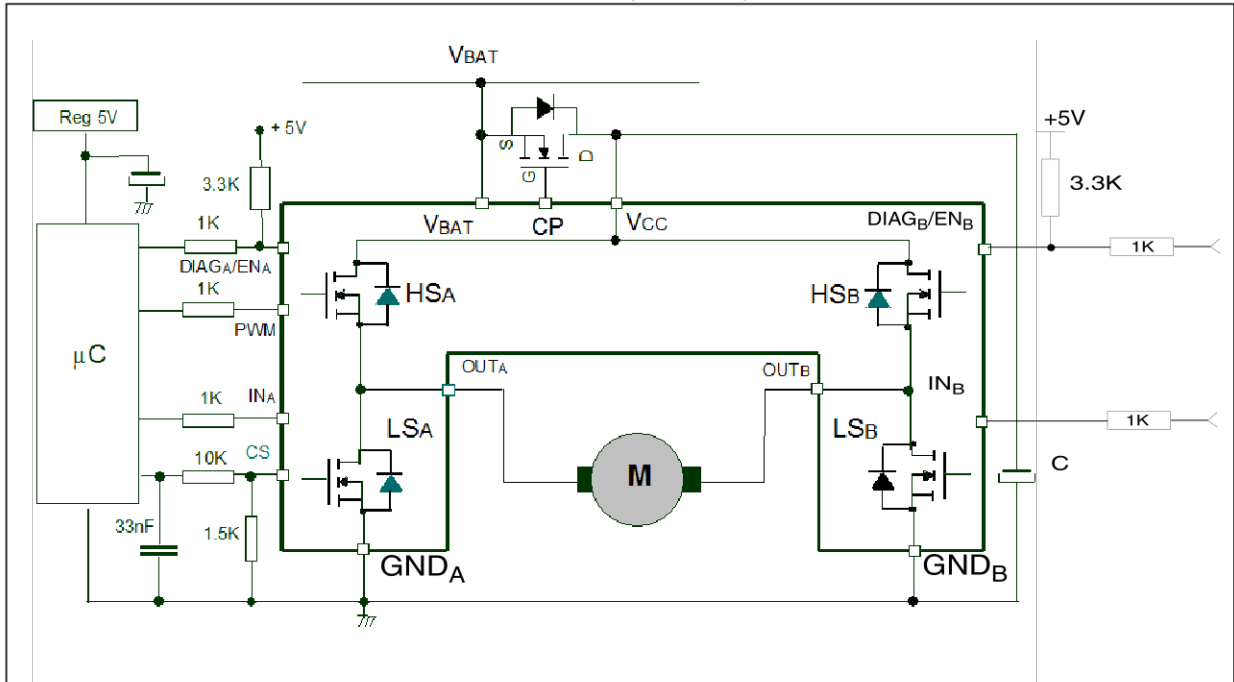 VBAT
Reg 5V
+5V
+5V
3.3K
3.3K
S
D
G
1K
VBAT
CP
VCC
DIAGB/ENB
1K
DIAGA/ENA
HSA
HSB
1K
PWM
µC
OUTA
OUTB
1K
INA
INB
LSA
LSB
1K
10K
CS
M
C
33nF
1.5K
GNDA
GNDB